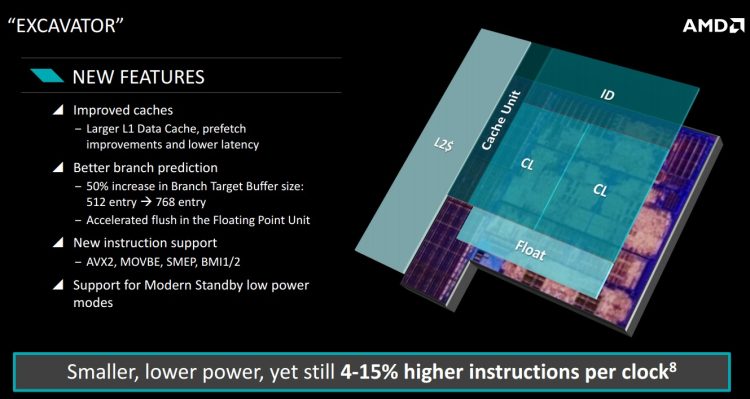 "EXCAVATOR"
AMD
NEW FEATURES
Improved caches
– Larger L1 Data Cache, prefetch
improvements and lower latency
Better branch prediction
– 50% increase in Branch Target Buffer size:
512 entry → 768 entry
– Accelerated flush in the Floating Point Unit
New instruction support
– AVX2, MOVBE, SMEP, BMI1/2
Support for Modern Standby low power
modes
L2$
Cache Unit
ID
CL
CL
Float
Smaller, lower power, yet still 4-15% higher instructions per clock⁸